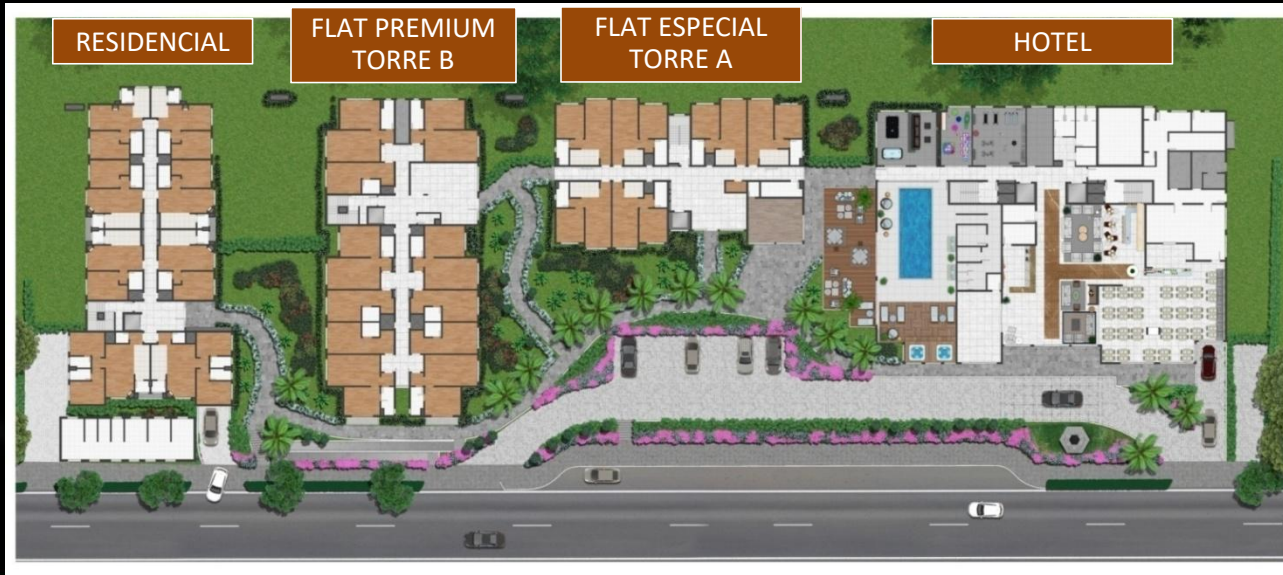 RESIDENCIAL
FLAT PREMIUM
TORRE B
FLAT ESPECIAL
TORRE A
HOTEL